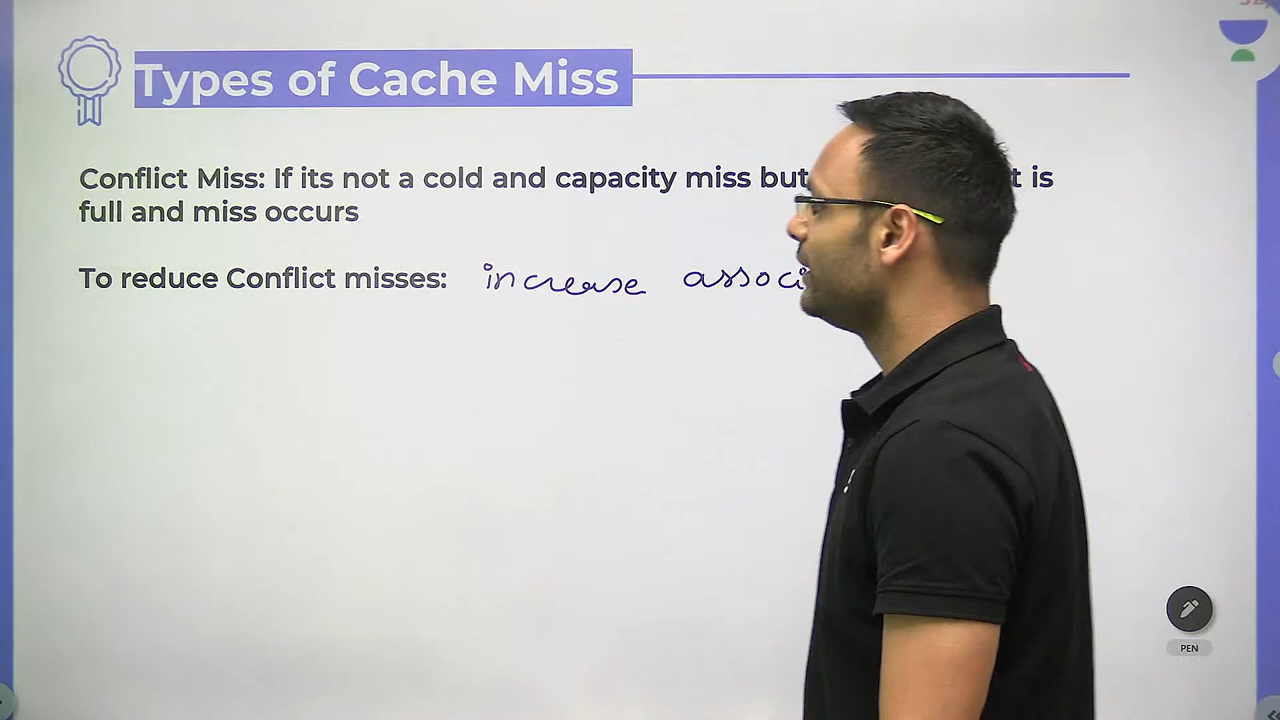 Types of Cache Miss
Conflict Miss: If its not a cold and capacity miss but is
full and miss occurs
To reduce Conflict misses: increase
PEN